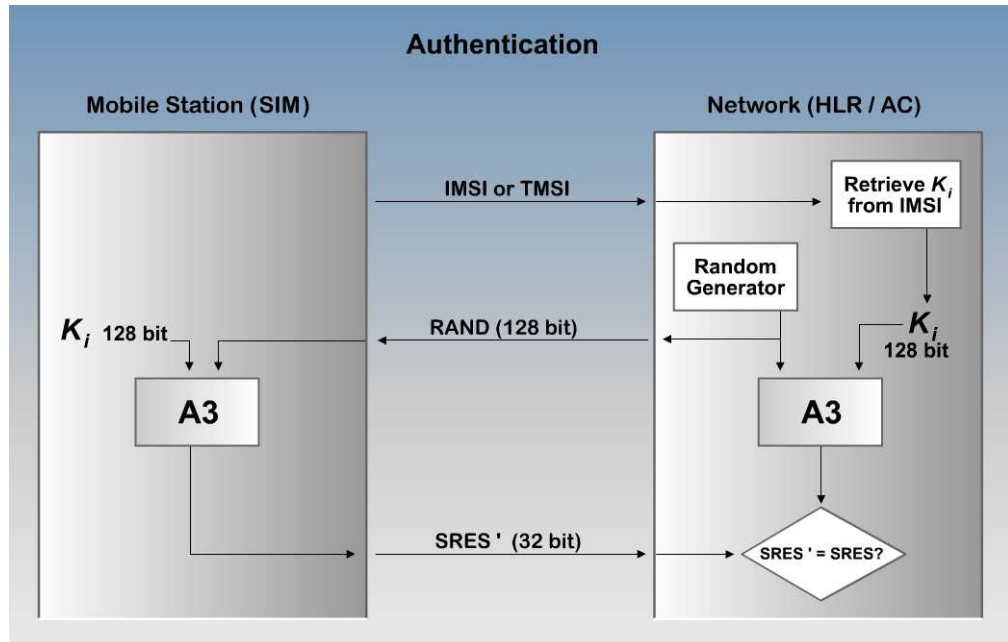 Authentication
Mobile Station (SIM)
Network (HLR / AC)
IMSI or TMSI
Retrieve Ki
from IMSI
Random
Generator
Ki 128 bit
RAND (128 bit)
Ki
128 bit
A3
A3
SRES ' (32 bit)
SRES ' = SRES?